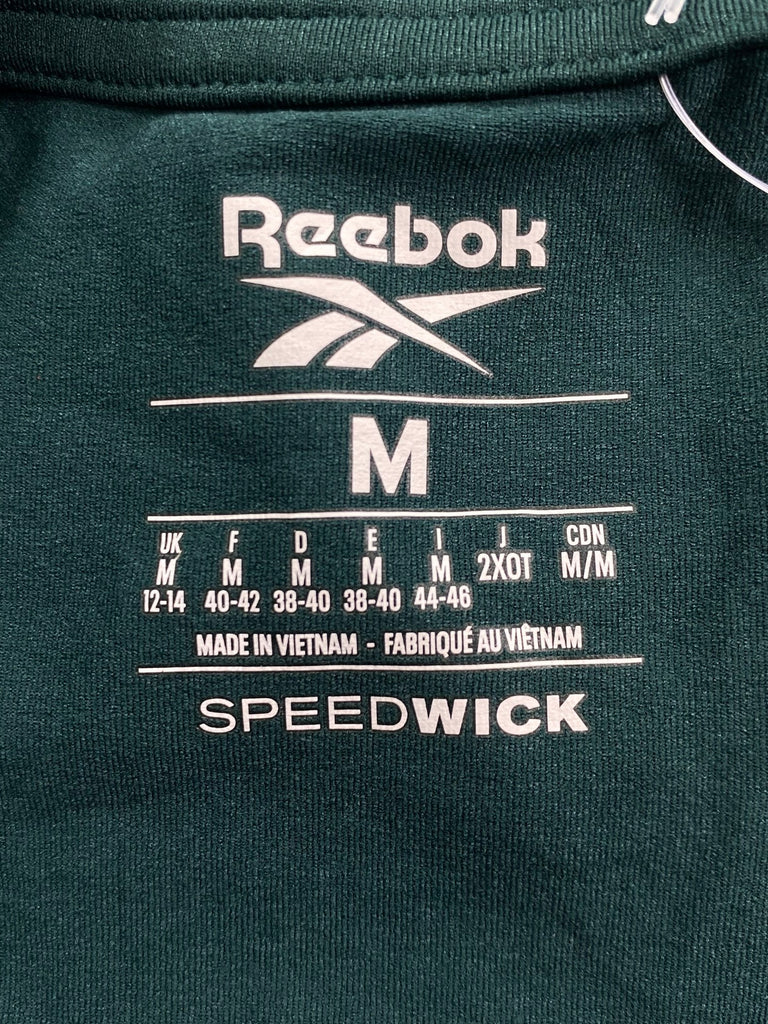 Reebok
M
UK F D E I J CDN
M M M M M 2XOT M/M
12-14 40-42 38-40 38-40 44-46
MADE IN VIETNAM - FABRIQUÉ AU VIÊTNAM
SPEEDWICK